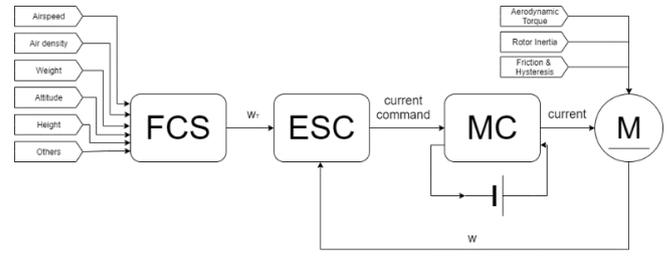 Airspeed
Air density
Weight
Attitude
Height
Others
FCS
WT
ESC
current
command
MC
current
Aerodynamic
Torque
Rotor Inertia
Friction &
Hysteresis
M
W